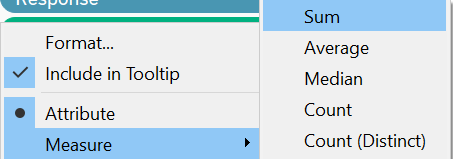 Response
Format...
Include in Tooltip
Attribute
Measure
Sum
Average
Median
Count
Count (Distinct)